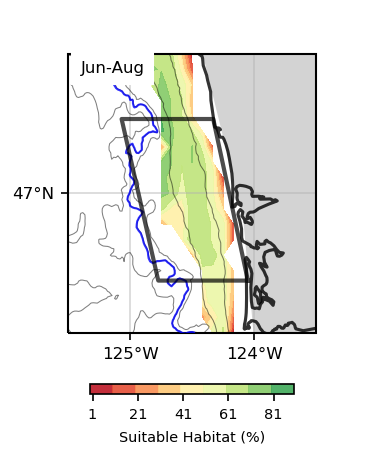 Jun-Aug
47°N
125°W 124°W
1 21 41 61 81
Suitable Habitat (%)